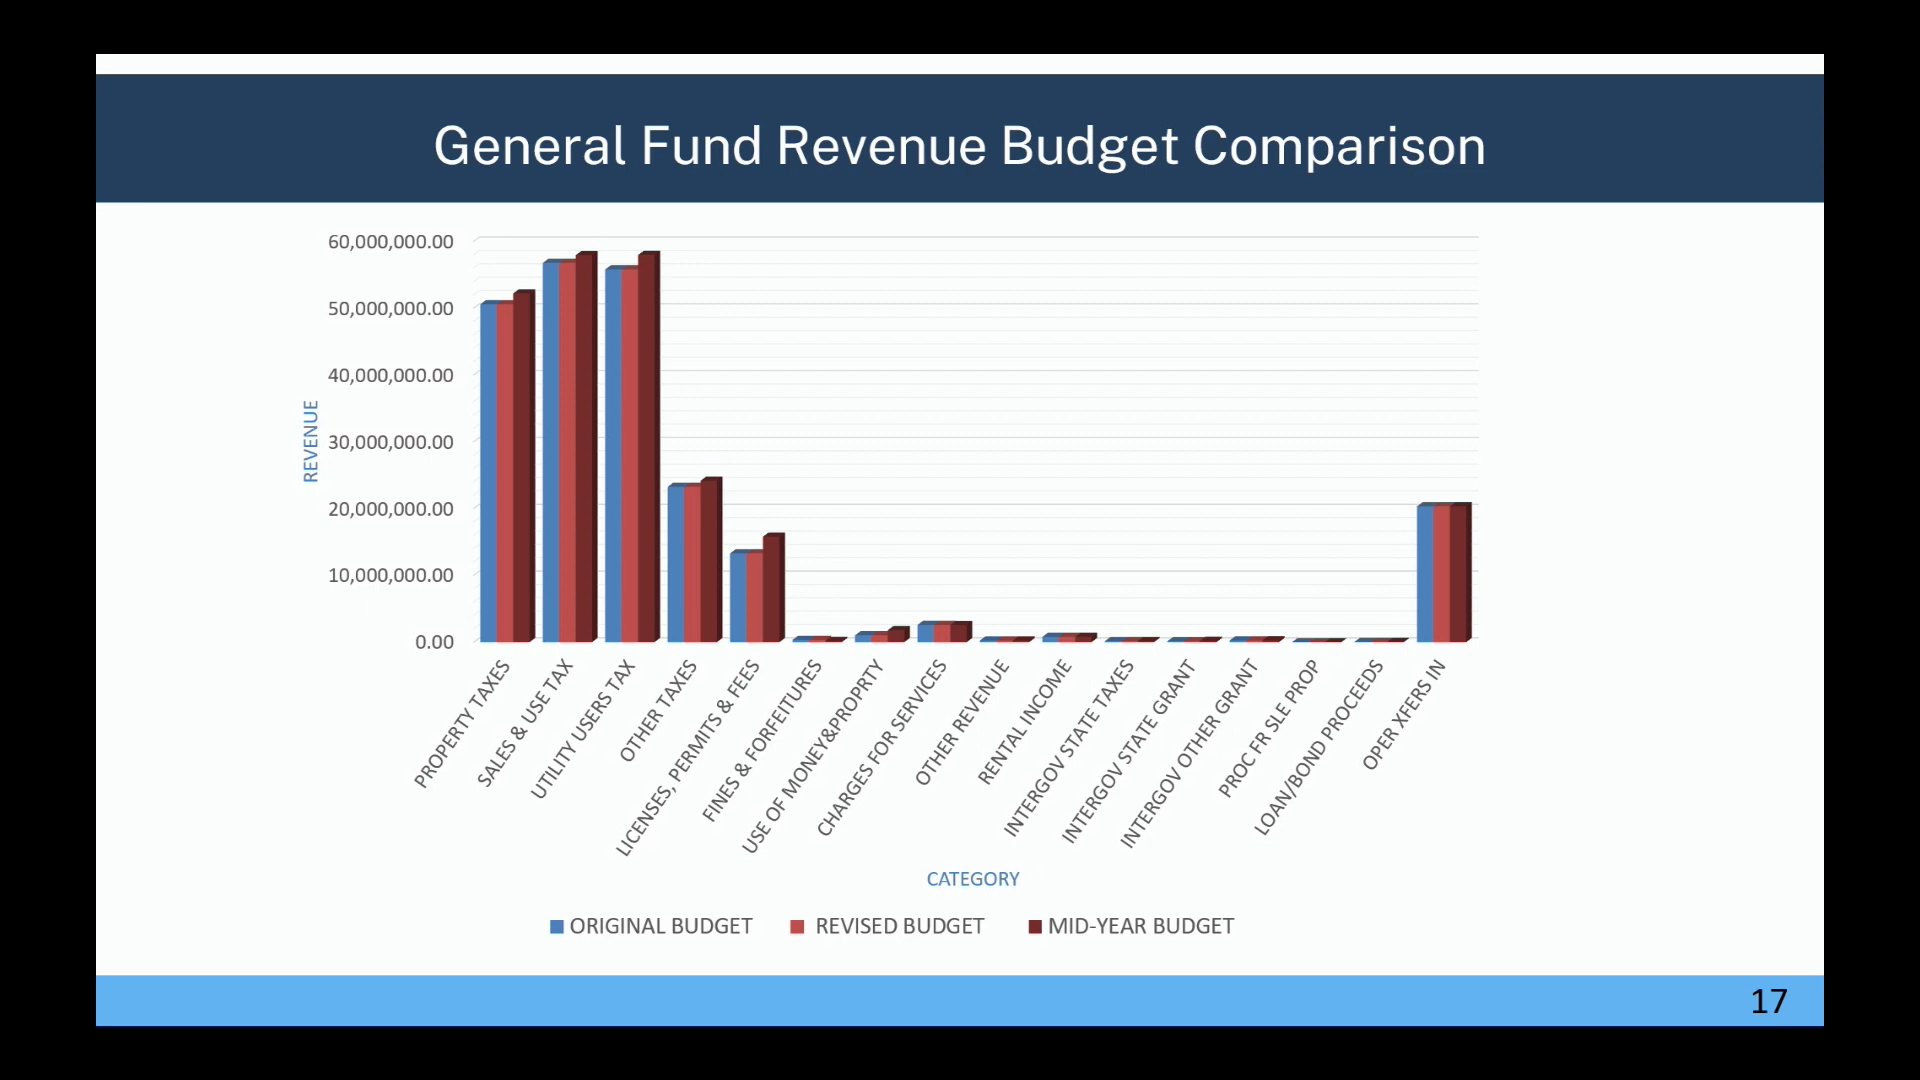 General Fund Revenue Budget Comparison
60,000,000.00
50,000,000.00
40,000,000.00
30,000,000.00
20,000,000.00
10,000,000.00
0.00
REVENUE
PROPERTY TAXES
SALES & USE TAX
UTILITY USERS TAX
OTHER TAXES
LICENSES, PERMITS & FEES
FINES & FORFEITURES
USE OF MONEY&PROPRTY
CHARGES FOR SERVICES
OTHER REVENUE
RENTAL INCOME
INTERGOV STATE TAXES
INTERGOV STATE GRANT
INTERGOV OTHER GRANT
PROC FR SLE PROP
LOAN/BOND PROCEEDS
OPER XFERS IN
CATEGORY
ORIGINAL BUDGET REVISED BUDGET MID-YEAR BUDGET
17